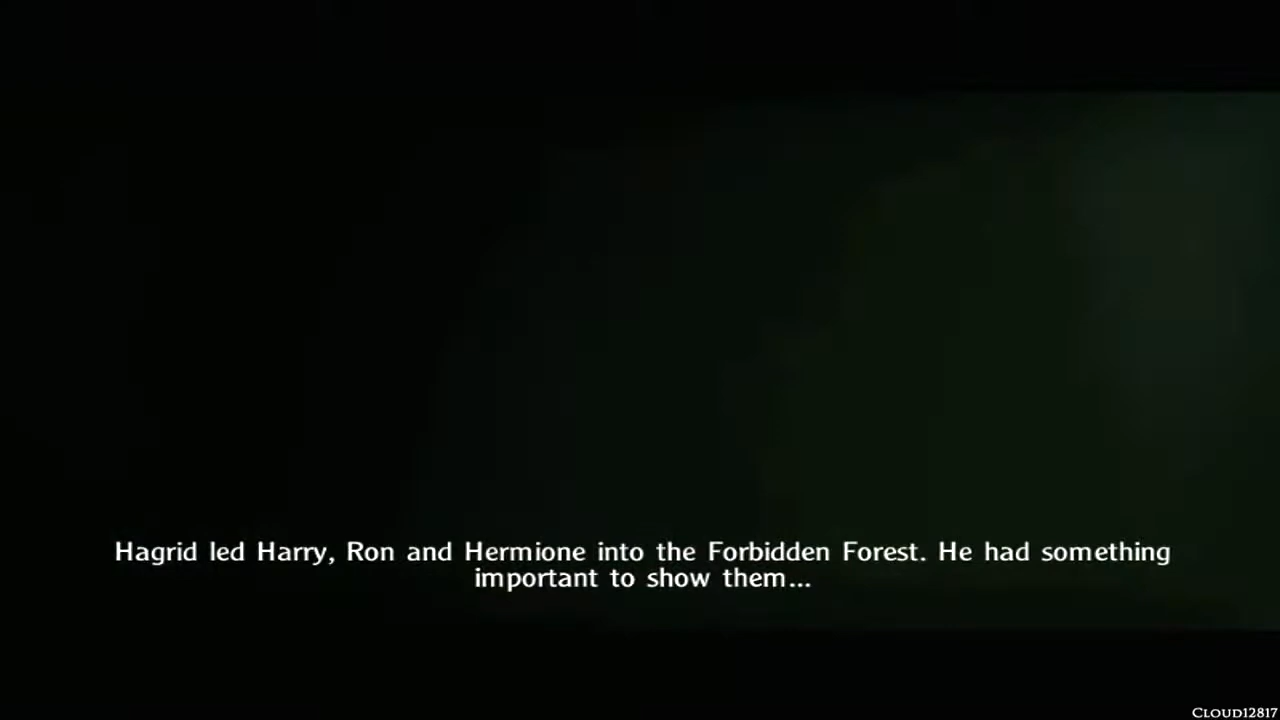 Hagrid led Harry, Ron and Hermione into the Forbidden Forest. He had something
important to show them...
Cloud12817